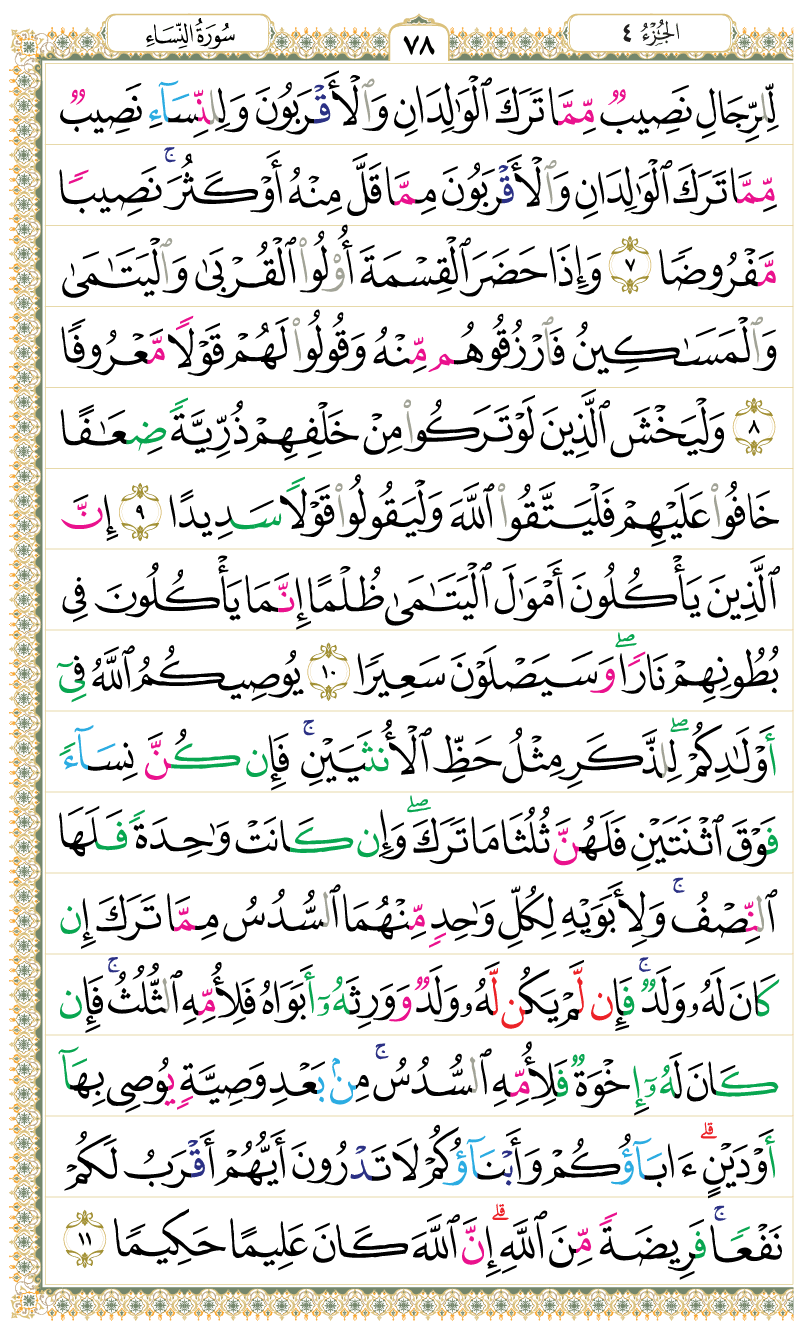 سُورَةُ النِّسَاءِ
٧٨
الجُزْءُ ٤
لِّلرِّجَالِ نَصِيبٌ مِّمَّا تَرَكَ ٱلْوَٰلِدَانِ وَٱلْأَقْرَبُونَ وَلِلنِّسَآءِ نَصِيبٌ
مِّمَّا تَرَكَ ٱلْوَٰلِدَانِ وَٱلْأَقْرَبُونَ مِمَّا قَلَّ مِنْهُ أَوْ كَثُرَ ۚ نَصِيبًا
مَّفْرُوضًا ٧ وَإِذَا حَضَرَ ٱلْقِسْمَةَ أُو۟لُوا۟ ٱلْقُرْبَىٰ وَٱلْيَتَـٰمَىٰ
وَٱلْمَسَـٰكِينُ فَٱرْزُقُوهُم مِّنْهُ وَقُولُوا۟ لَهُمْ قَوْلًا مَّعْرُوفًا
٨ وَلْيَخْشَ ٱلَّذِينَ لَوْ تَرَكُوا۟ مِنْ خَلْفِهِمْ ذُرِّيَّةً ضِعَـٰفًا
خَافُوا۟ عَلَيْهِمْ فَلْيَتَّقُوا۟ ٱللَّهَ وَلْيَقُولُوا۟ قَوْلًا سَدِيدًا ٩ إِنَّ
ٱلَّذِينَ يَأْكُلُونَ أَمْوَٰلَ ٱلْيَتَـٰمَىٰ ظُلْمًا إِنَّمَا يَأْكُلُونَ فِى
بُطُونِهِمْ نَارًا ۖ وَسَيَصْلَوْنَ سَعِيرًا ١٠ يُوصِيكُمُ ٱللَّهُ فِىٓ
أَوْلَـٰدِكُمْ ۖ لِلذَّكَرِ مِثْلُ حَظِّ ٱلْأُنثَيَيْنِ ۚ فَإِن كُنَّ نِسَآءً
فَوْقَ ٱثْنَتَيْنِ فَلَهُنَّ ثُلُثَا مَا تَرَكَ ۖ وَإِن كَانَتْ وَٰحِدَةً فَلَهَا
ٱلنِّصْفُ ۚ وَلِأَبَوَيْهِ لِكُلِّ وَٰحِدٍ مِّنْهُمَا ٱلسُّدُسُ مِمَّا تَرَكَ إِن
كَانَ لَهُۥ وَلَدٌ ۚ فَإِن لَّمْ يَكُن لَّهُۥ وَلَدٌ وَوَرِثَهُۥٓ أَبَوَاهُ فَلِأُمِّهِ ٱلثُّلُثُ ۚ فَإِن
كَانَ لَهُۥٓ إِخْوَةٌ فَلِأُمِّهِ ٱلسُّدُسُ ۚ مِنۢ بَعْدِ وَصِيَّةٍ يُوصِى بِهَآ
أَوْ دَيْنٍ ۗ ءَابَآؤُكُمْ وَأَبْنَآؤُكُمْ لَا تَدْرُونَ أَيُّهُمْ أَقْرَبُ لَكُمْ
نَفْعًا ۚ فَرِيضَةً مِّنَ ٱللَّهِ ۗ إِنَّ ٱللَّهَ كَانَ عَلِيمًا حَكِيمًا ١١